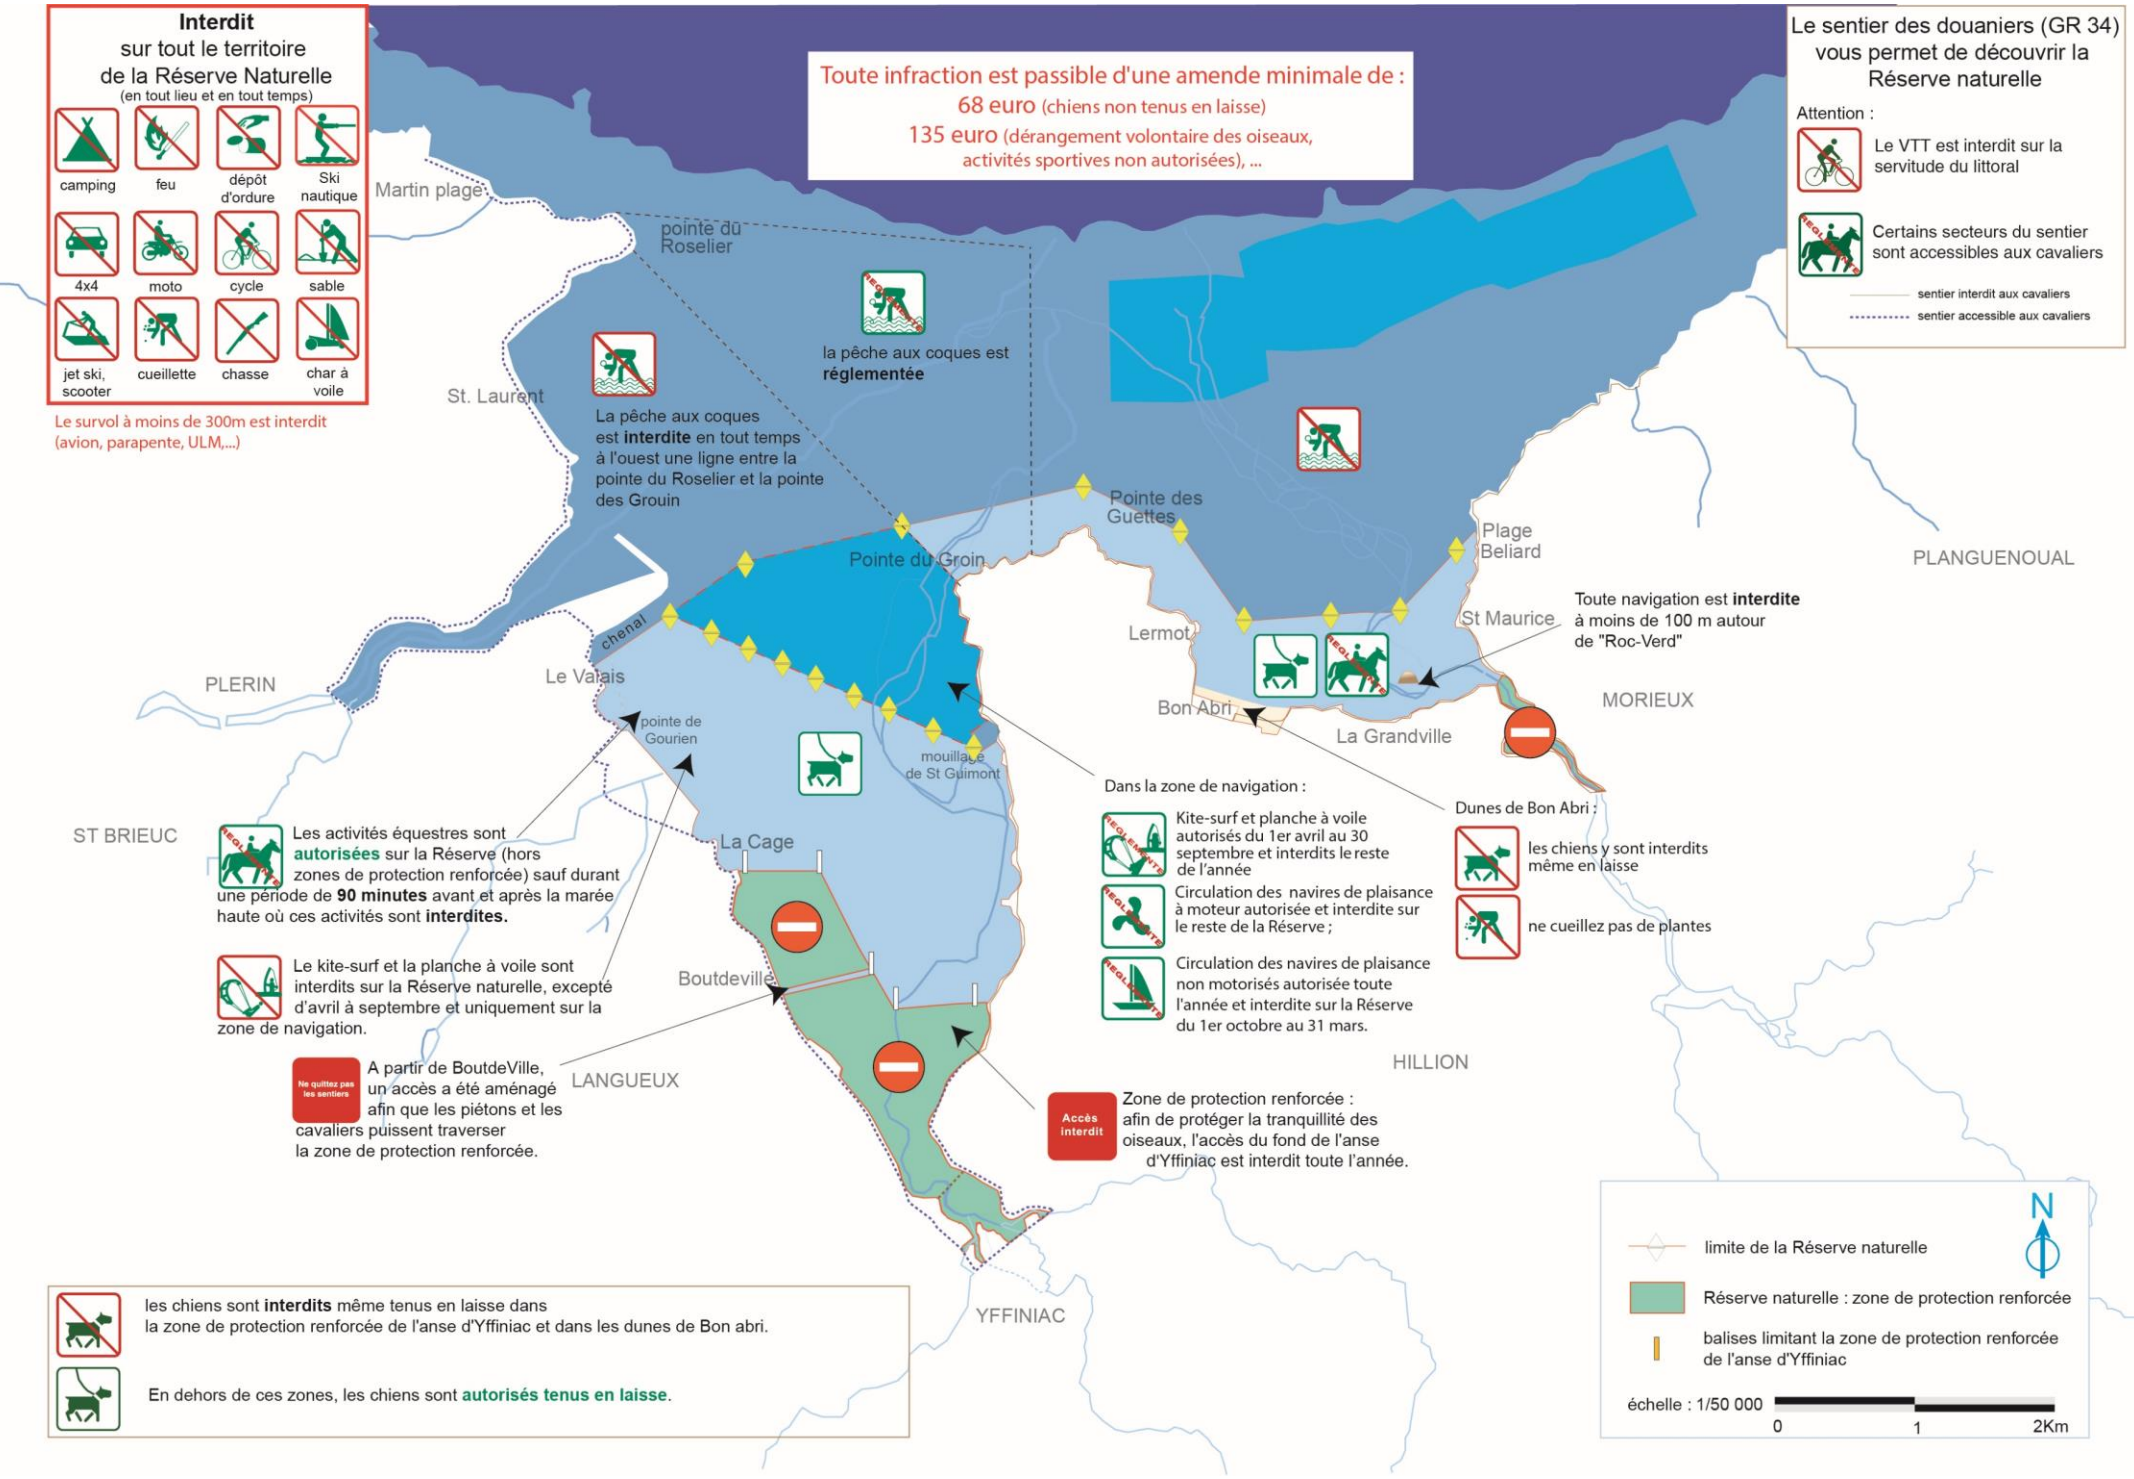 Interdit
sur tout le territoire
de la Réserve Naturelle
(en tout lieu et en tout temps)
camping
feu
dépôt
d'ordure
Ski
nautique
4x4
moto
cycle
sable
jet ski,
scooter
cueillette
chasse
char à
voile
Le survol à moins de 300m est interdit
(avion, parapente, ULM,...)
Toute infraction est passible d'une amende minimale de :
68 euro (chiens non tenus en laisse)
135 euro (dérangement volontaire des oiseaux,
activités sportives non autorisées), ...
Le sentier des douaniers (GR 34)
vous permet de découvrir la
Réserve naturelle
Attention :
Le VTT est interdit sur la
servitude du littoral
REGLEMENTE
Certains secteurs du sentier
sont accessibles aux cavaliers
sentier interdit aux cavaliers
sentier accessible aux cavaliers
Martin plage
pointe du
Roselier
REGLEMENTE
la pêche aux coques est
réglementée
St. Laurent
La pêche aux coques
est interdite en tout temps
à l'ouest une ligne entre la
pointe du Roselier et la pointe
des Grouin
Pointe des
Guettes
Plage
Beliard
PLANGUENOUAL
Pointe du Groin
chenal
Lermot
St Maurice
Toute navigation est interdite
à moins de 100 m autour
de "Roc-Verd"
REGLEMENTE
PLERIN
Le Valais
pointe de
Gourien
Bon Abri
La Grandville
MORIEUX
mouillage
de St Guimont
ST BRIEUC
REGLEMENTE
Les activités équestres sont
autorisées sur la Réserve (hors
zones de protection renforcée) sauf durant
une période de 90 minutes avant et après la marée
haute où ces activités sont interdites.
La Cage
Dans la zone de navigation :
REGLEMENTE
Kite-surf et planche à voile
autorisés du 1er avril au 30
septembre et interdits le reste
de l'année
REGLEMENTE
Circulation des navires de plaisance
à moteur autorisée et interdite sur
le reste de la Réserve ;
REGLEMENTE
Circulation des navires de plaisance
non motorisés autorisée toute
l'année et interdite sur la Réserve
du 1er octobre au 31 mars.
Dunes de Bon Abri :
les chiens y sont interdits
même en laisse
ne cueillez pas de plantes
Le kite-surf et la planche à voile sont
interdits sur la Réserve naturelle, excepté
d'avril à septembre et uniquement sur la
zone de navigation.
Boutdeville
Ne quittez pas
les sentiers
A partir de BoutdeVille,
un accès a été aménagé
afin que les piétons et les
cavaliers puissent traverser
la zone de protection renforcée.
LANGUEUX
HILLION
Accès
interdit
Zone de protection renforcée :
afin de protéger la tranquillité des
oiseaux, l'accès du fond de l'anse
d'Yffiniac est interdit toute l'année.
YFFINIAC
les chiens sont interdits même tenus en laisse dans
la zone de protection renforcée de l'anse d'Yffiniac et dans les dunes de Bon abri.
En dehors de ces zones, les chiens sont autorisés tenus en laisse.
N
limite de la Réserve naturelle
Réserve naturelle : zone de protection renforcée
balises limitant la zone de protection renforcée
de l'anse d'Yffiniac
échelle : 1/50 000
0 1 2Km